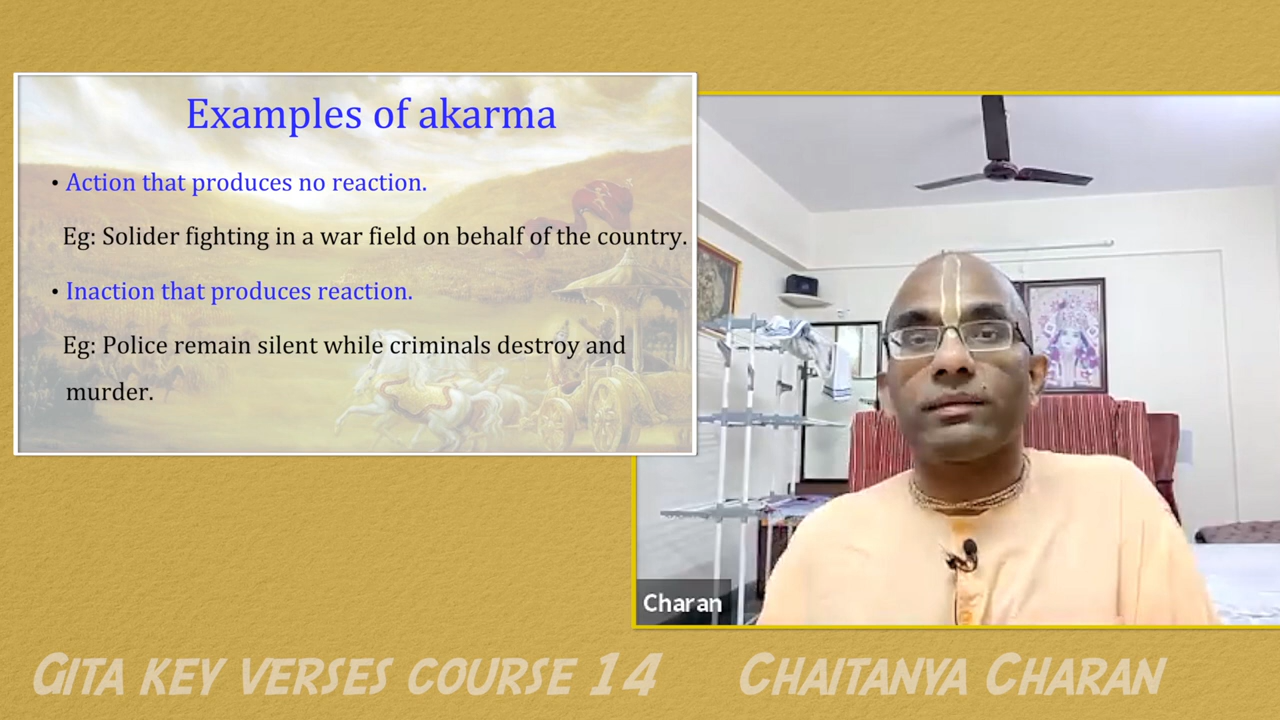 Examples of akarma
• Action that produces no reaction.
Eg: Solider fighting in a war field on behalf of the country.
• Inaction that produces reaction.
Eg: Police remain silent while criminals destroy and
murder.
Charan
GITA KEY VERSES COURSE 14 CHAITANYA CHARAN